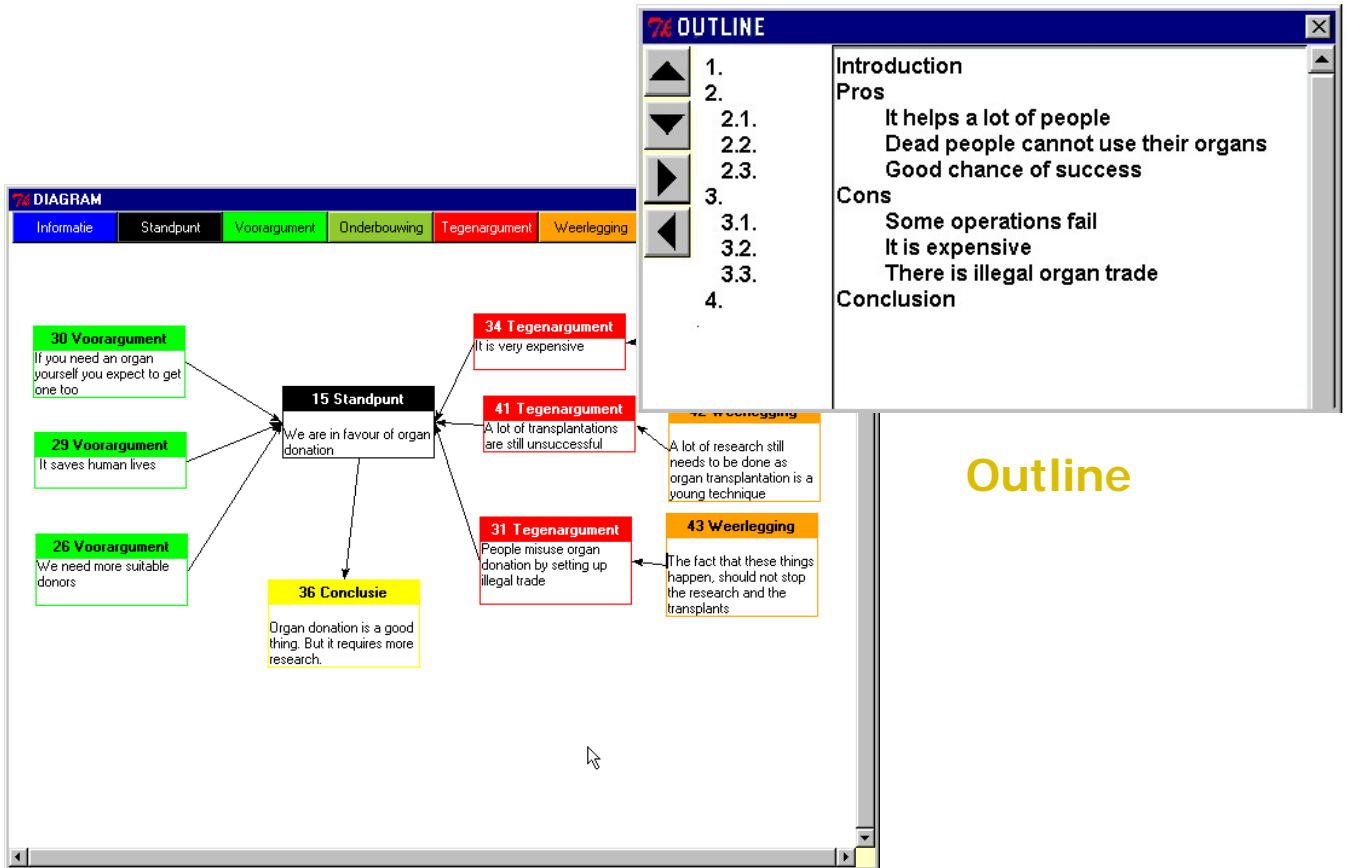 OUTLINE
1. Introduction
2. Pros
2.1. It helps a lot of people
2.2. Dead people cannot use their organs
2.3. Good chance of success
3. Cons
3.1. Some operations fail
3.2. It is expensive
3.3. There is illegal organ trade
4. Conclusion
DIAGRAM
Informatie Standpunt Voorargument Onderbouwing Tegenargument Weerlegging
30 Voorargument
If you need an organ
yourself you expect to get
one too
29 Voorargument
It saves human lives
26 Voorargument
We need more suitable
donors
15 Standpunt
We are in favour of organ
donation
36 Conclusie
Organ donation is a good
thing. But it requires more
research.
34 Tegenargument
It is very expensive
41 Tegenargument
A lot of transplantations
are still unsuccessful
31 Tegenargument
People misuse organ
donation by setting up
illegal trade
42 Weerlegging
A lot of research still
needs to be done as
organ transplantation is a
young technique
43 Weerlegging
The fact that these things
happen, should not stop
the research and the
transplants
Outline